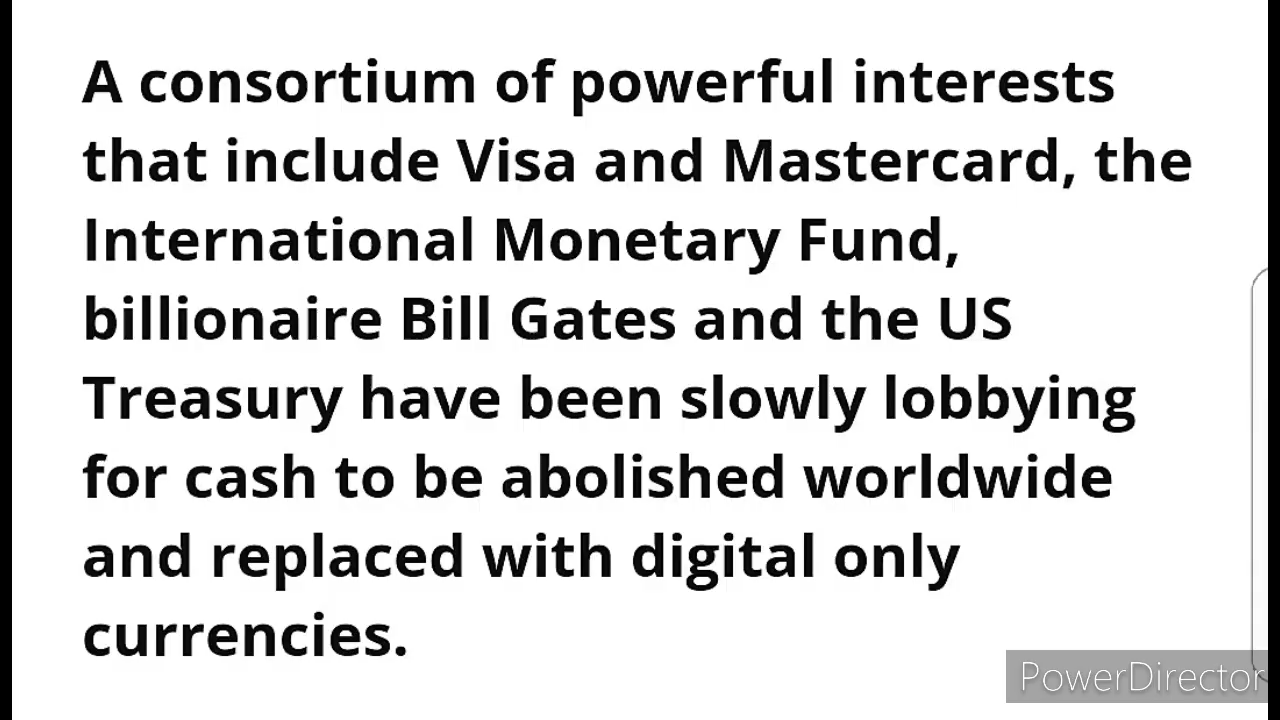 A consortium of powerful interests
that include Visa and Mastercard, the
International Monetary Fund,
billionaire Bill Gates and the US
Treasury have been slowly lobbying
for cash to be abolished worldwide
and replaced with digital only
currencies.
PowerDirector